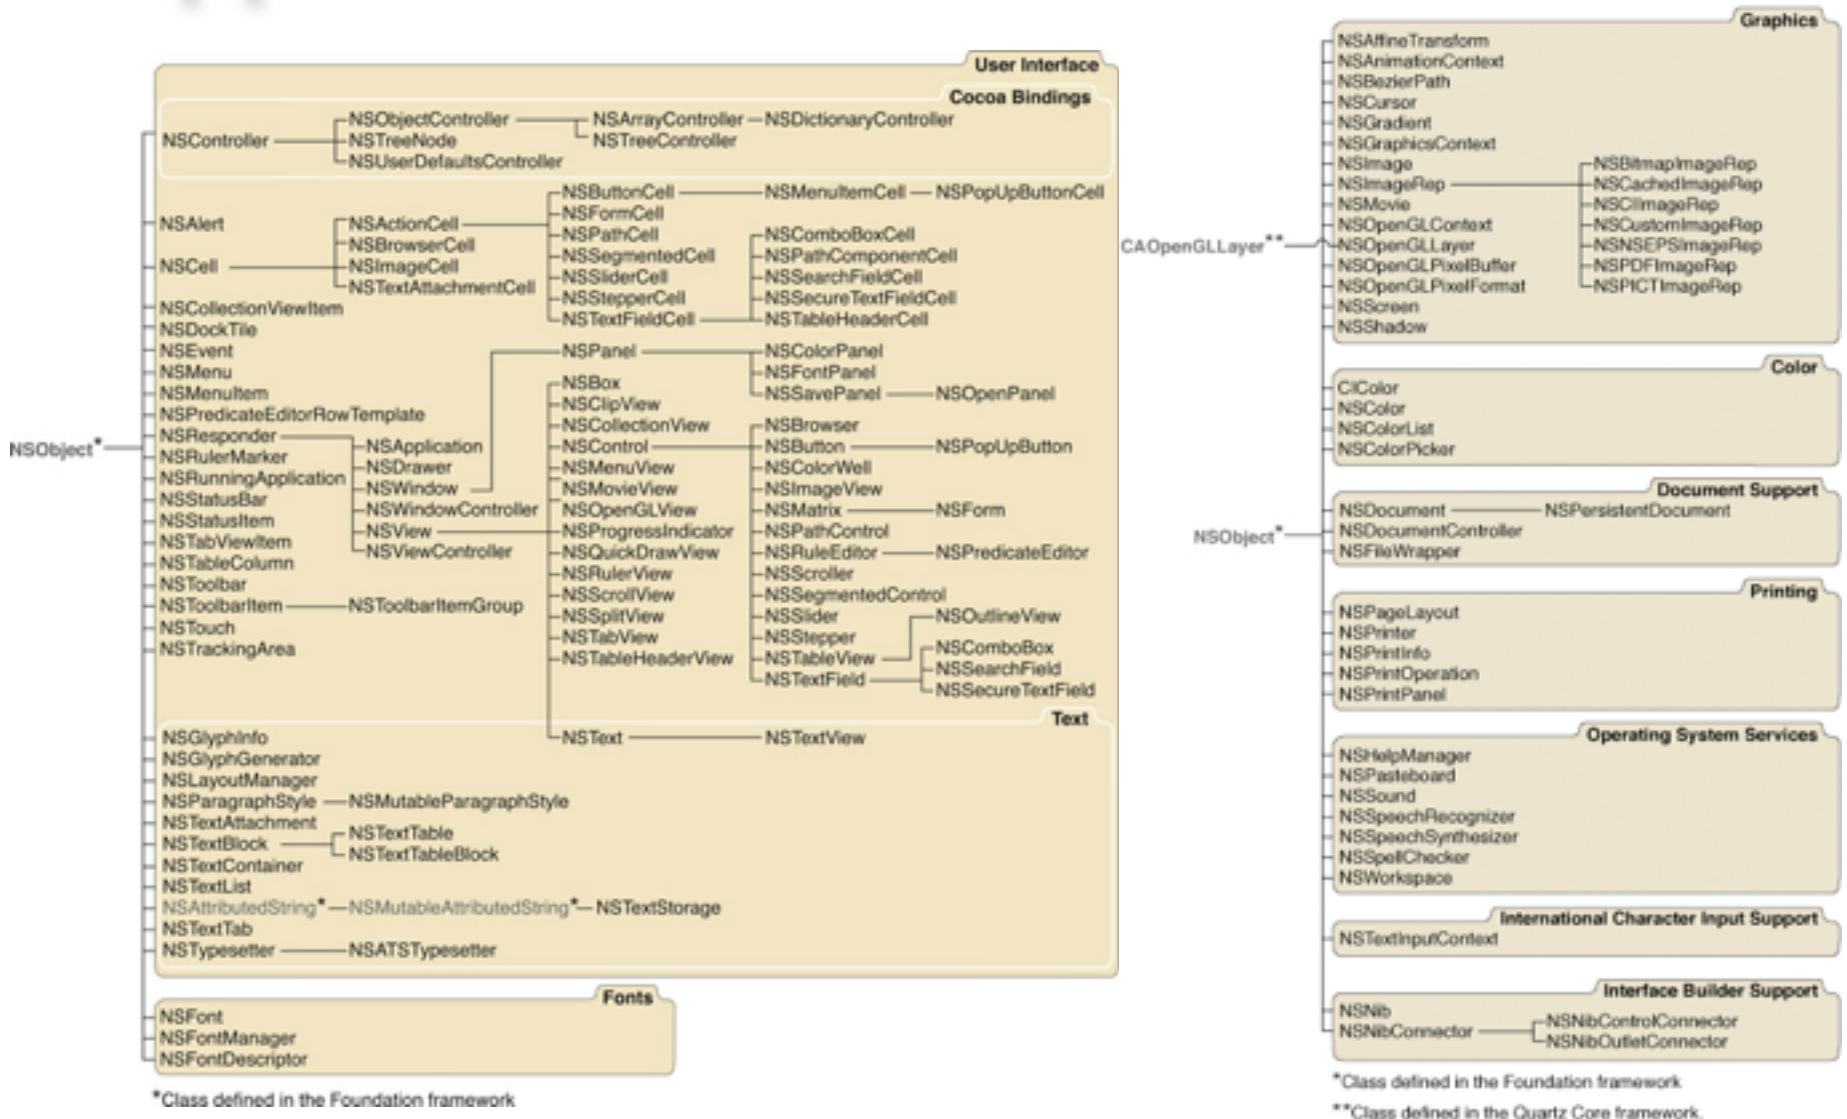 User Interface
Cocoa Bindings
NSObjectController NSArrayController NSDictionaryController
NSController NSTreeNode NSTreeController
NSUserDefaultsController
NSButtonCell NSMenuItemCell NSPopUpButtonCell
NSFormCell
NSAlert NSActionCell NSPathCell NSComboBoxCell
NSBrowserCell NSSegmentedCell NSPathComponentCell
NSCell NSImageCell NSSliderCell NSSearchFieldCell
NSTextAttachmentCell NSStepperCell NSSecureTextFieldCell
NSCollectionViewItem NSTextFieldCell NSTableHeaderCell
NSDockTile
NSEvent NSPanel NSColorPanel
NSMenu NSFontPanel
NSMenuItem NSBox NSSavePanel NSOpenPanel
NSPredicateEditorRowTemplate NSClipView
NSResponder NSCollectionView NSBrowser
NSObject* NSApplication NSControl NSButton NSPopUpButton
NSRulerMarker NSDrawer NSMenuView NSColorWell
NSRunningApplication NSWindow NSMovieView NSImageView
NSStatusBar NSWindowController NSOpenGLView NSMatrix NSForm
NSStatusItem NSView NSProgressIndicator NSPathControl
NSTabViewItem NSViewController NSQuickDrawView NSRuleEditor NSPredicateEditor
NSTableColumn NSRulerView NSScroller
NSToolbar NSScrollView NSSegmentedControl
NSToolbarItem NSToolbarItemGroup NSSplitView NSSlider NSOutlineView
NSTouch NSTabView NSStepper
NSTrackingArea NSTableHeaderView NSTableView NSComboBox
NSTextField NSSearchField
NSSecureTextField
Text
NSGlyphInfo NSText NSTextView
NSGlyphGenerator
NSLayoutManager
NSParagraphStyle NSMutableParagraphStyle
NSTextAttachment
NSTextBlock NSTextTable
NSTextTableBlock
NSTextContainer
NSTextList
NSAttributedString* NSMutableAttributedString* NSTextStorage
NSTextTab
NSTypesetter NSATSTypesetter
Fonts
NSFont
NSFontManager
NSFontDescriptor
*Class defined in the Foundation framework
Graphics
NSAffineTransform
NSAnimationContext
NSBezierPath
NSCursor
NSGradient
NSGraphicsContext
NSImage NSBitmapImageRep
NSImageRep NSCachedImageRep
NSMovie NSCIImageRep
NSOpenGLContext NSCustomImageRep
CAOpenGLLayer** NSOpenGLLayer NSNSEPSImageRep
NSOpenGLPixelBuffer NSPDFImageRep
NSOpenGLPixelFormat NSPICTImageRep
NSScreen
NSShadow
Color
CIColor
NSColor
NSColorList
NSColorPicker
Document Support
NSDocument NSPersistentDocument
NSObject* NSDocumentController
NSFileWrapper
Printing
NSPageLayout
NSPrinter
NSPrintInfo
NSPrintOperation
NSPrintPanel
Operating System Services
NSHelpManager
NSPasteboard
NSSound
NSSpeechRecognizer
NSSpeechSynthesizer
NSSpellChecker
NSWorkspace
International Character Input Support
NSTextInputContext
Interface Builder Support
NSNib
NSNibConnector NSNibControlConnector
NSNibOutletConnector
*Class defined in the Foundation framework
**Class defined in the Quartz Core framework.